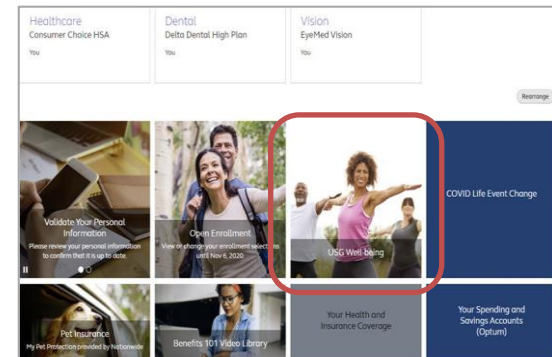 Healthcare
Consumer Choice HSA
You
Dental
Delta Dental High Plan
You
Vision
EyeMed Vision
You
Rearrange
Validate Your Personal
Information
Please review your personal information
to confirm that it is up to date
Open Enrollment
View or change your enrollment selections
until Nov 6, 2020
USG Well-being
COVID Life Event Change
Pet Insurance
My Pet Protection provided by Nationwide
Benefits 101 Video Library
Your Health and
Insurance Coverage
Your Spending and
Savings Accounts
(Optum)